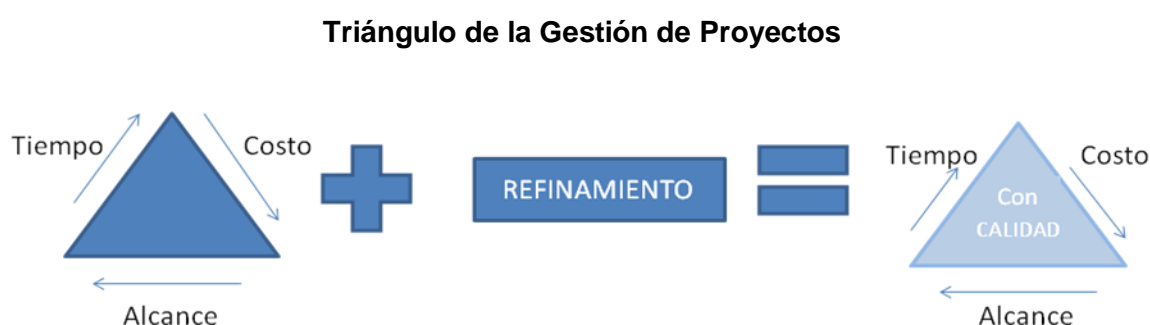 Triángulo de la Gestión de Proyectos
Tiempo
Costo
Alcance
REFINAMIENTO
Tiempo
Costo
Con
CALIDAD
Alcance